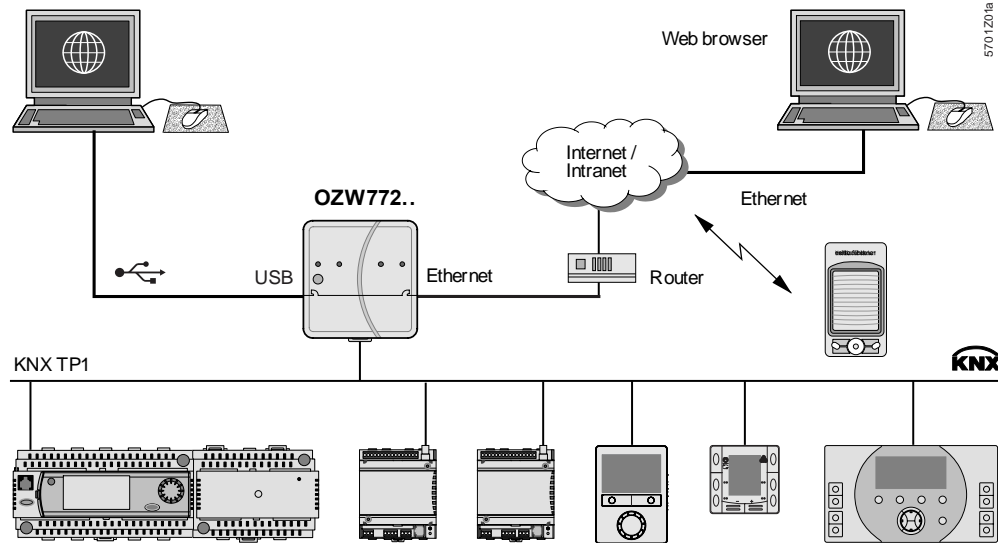 5701Z01a
Web browser
Internet /
Intranet
OZW772..
Ethernet
USB
Ethernet
Router
KNX TP1
KNX